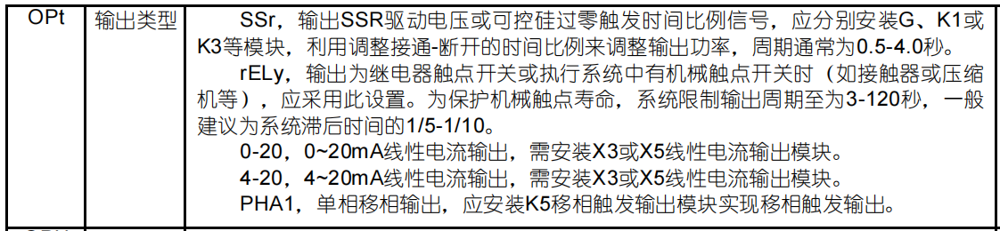 OPt 输出类型 SSr，输出SSR驱动电压或可控硅过零触发时间比例信号，应分别安装G、K1或
K3等模块，利用调整接通-断开的时间比例来调整输出功率，周期通常为0.5-4.0秒。
rELy，输出为继电器触点开关或执行系统中有机械触点开关时（如接触器或压缩
机等），应采用此设置。为保护机械触点寿命，系统限制输出周期至为3-120秒，一般
建议为系统滞后时间的1/5-1/10。
0-20，0~20mA线性电流输出，需安装X3或X5线性电流输出模块。
4-20，4~20mA线性电流输出，需安装X3或X5线性电流输出模块。
PHA1，单相移相输出，应安装K5移相触发输出模块实现移相触发输出。